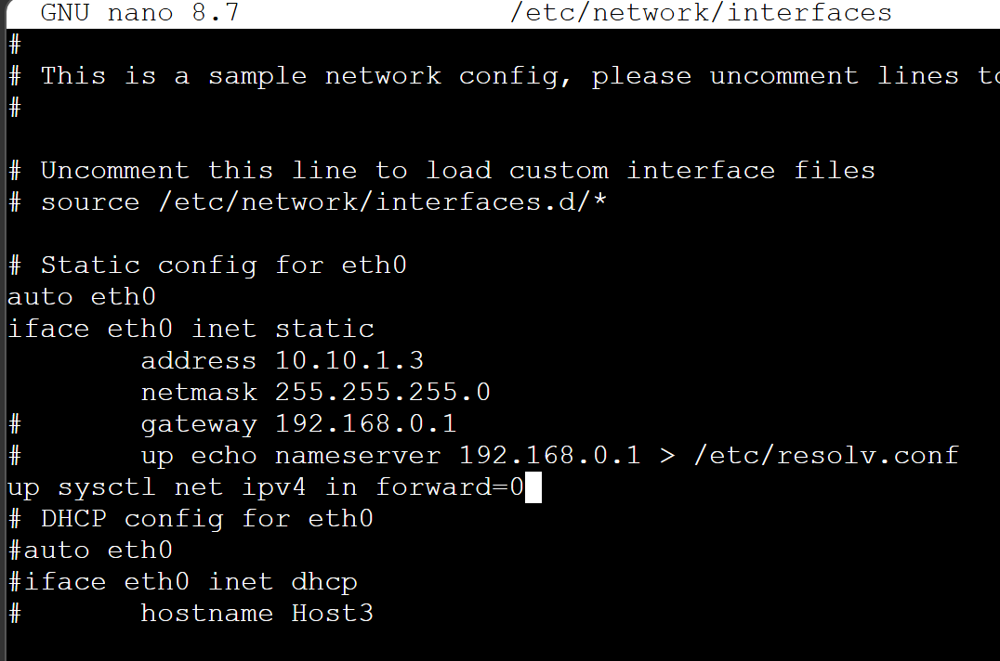 GNU nano 8.7 /etc/network/interfaces
#
# This is a sample network config, please uncomment lines to
#
# Uncomment this line to load custom interface files
# source /etc/network/interfaces.d/*
# Static config for eth0
auto eth0
iface eth0 inet static
address 10.10.1.3
netmask 255.255.255.0
# gateway 192.168.0.1
# up echo nameserver 192.168.0.1 > /etc/resolv.conf
up sysctl net ipv4 in forward=0
# DHCP config for eth0
#auto eth0
#iface eth0 inet dhcp
# hostname Host3